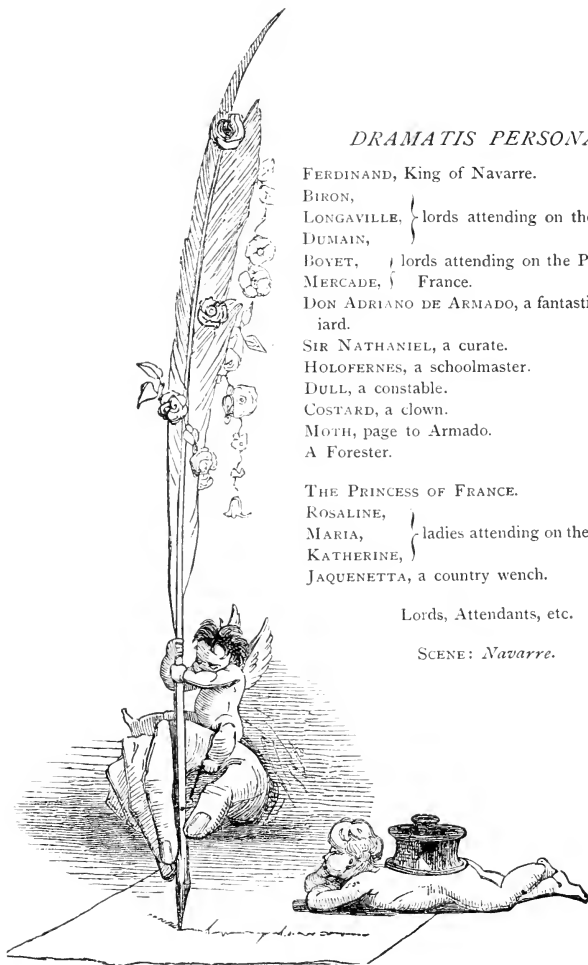 DRAMATIS PERSONA
FERDINAND, King of Navarre.
BIRON,
LONGAVILLE, lords attending on the
DUMAIN,
BOYET, lords attending on the P
MERCADE, France.
DON ADRIANO DE ARMADO, a fantasti
iard.
SIR NATHANIEL, a curate.
HOLOFERNES, a schoolmaster.
DULL, a constable.
COSTARD, a clown.
MOTH, page to Armado.
A Forester.
THE PRINCESS OF FRANCE.
ROSALINE,
MARIA, ladies attending on the
KATHERINE,
JAQUENETTA, a country wench.
Lords, Attendants, etc.
SCENE: Navarre.